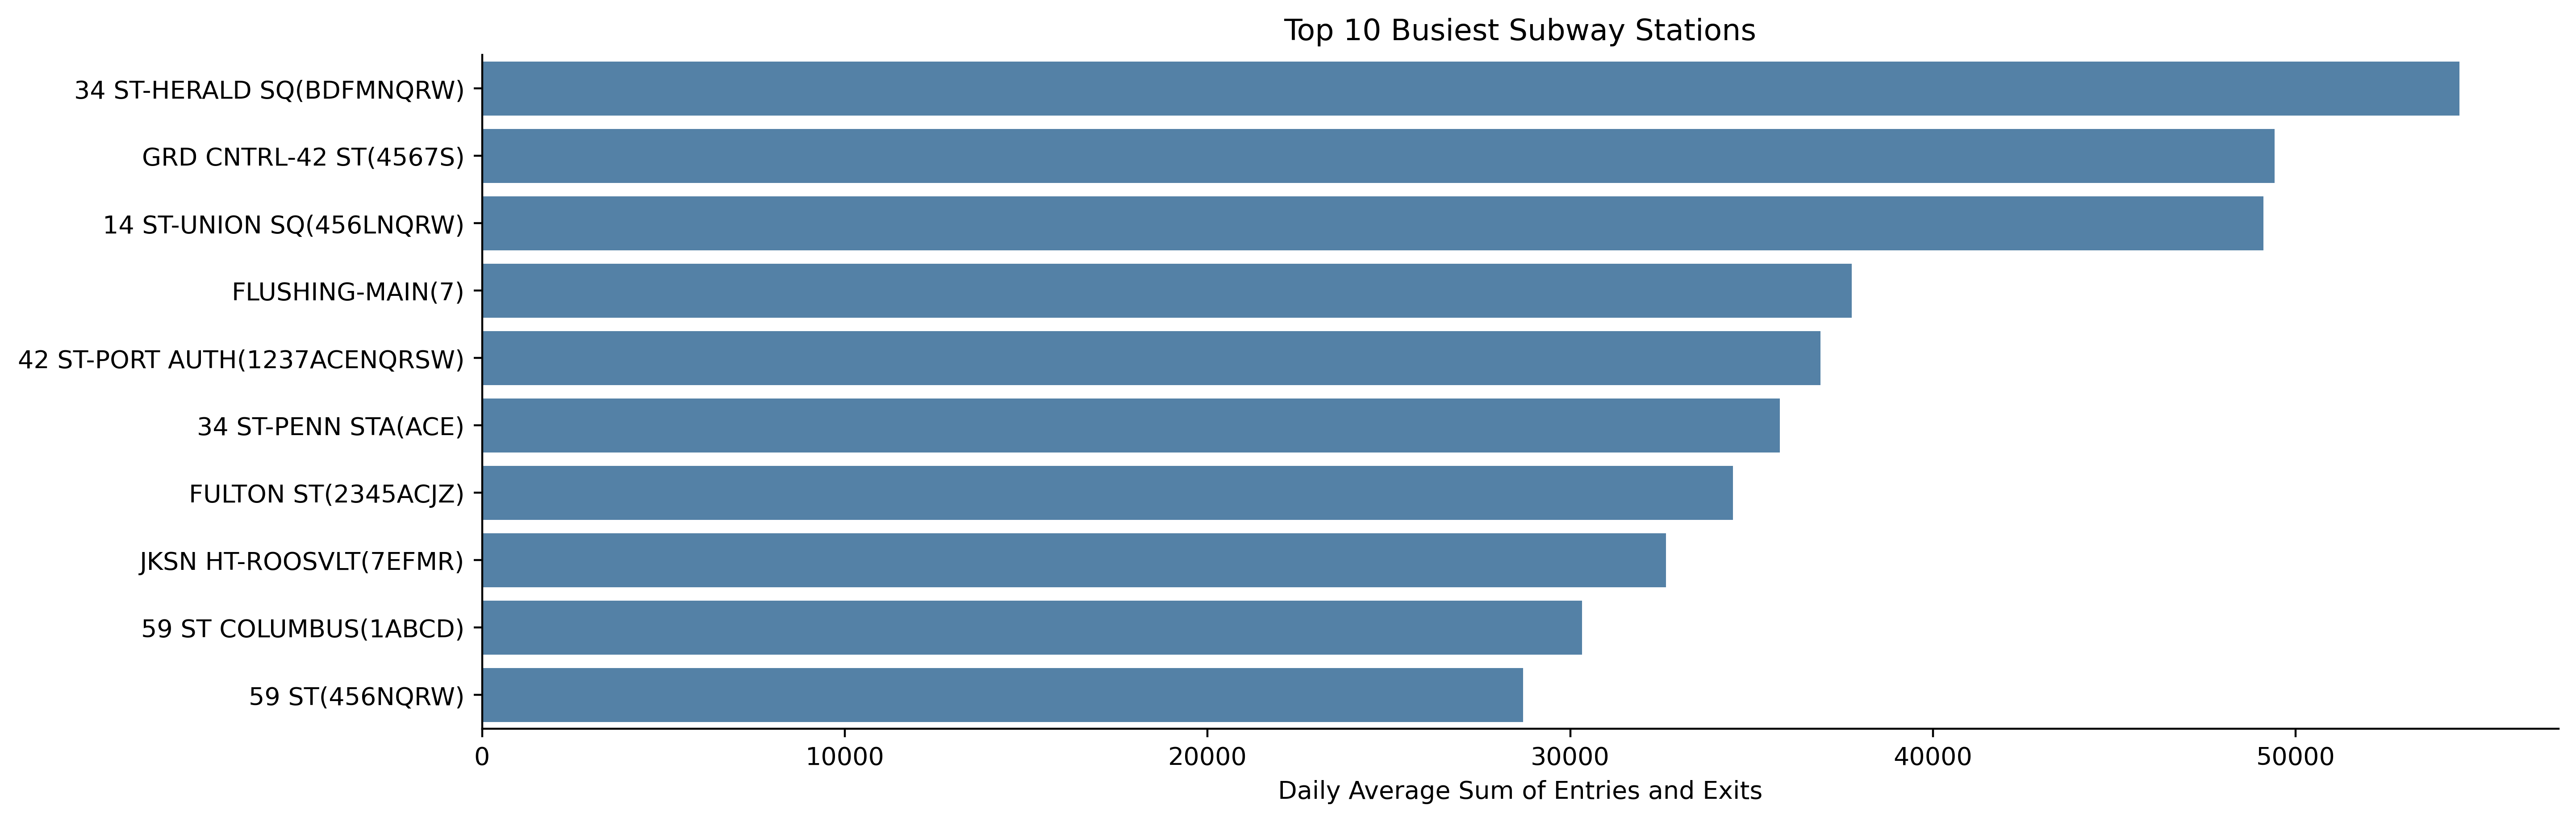 Top 10 Busiest Subway Stations
34 ST-HERALD SQ(BDFMNQRW)
GRD CNTRL-42 ST(4567S)
14 ST-UNION SQ(456LNQRW)
FLUSHING-MAIN(7)
42 ST-PORT AUTH(1237ACENQRSW)
34 ST-PENN STA(ACE)
FULTON ST(2345ACJZ)
JKSN HT-ROOSVLT(7EFMR)
59 ST COLUMBUS(1ABCD)
59 ST(456NQRW)
0 10000 20000 30000 40000 50000
Daily Average Sum of Entries and Exits